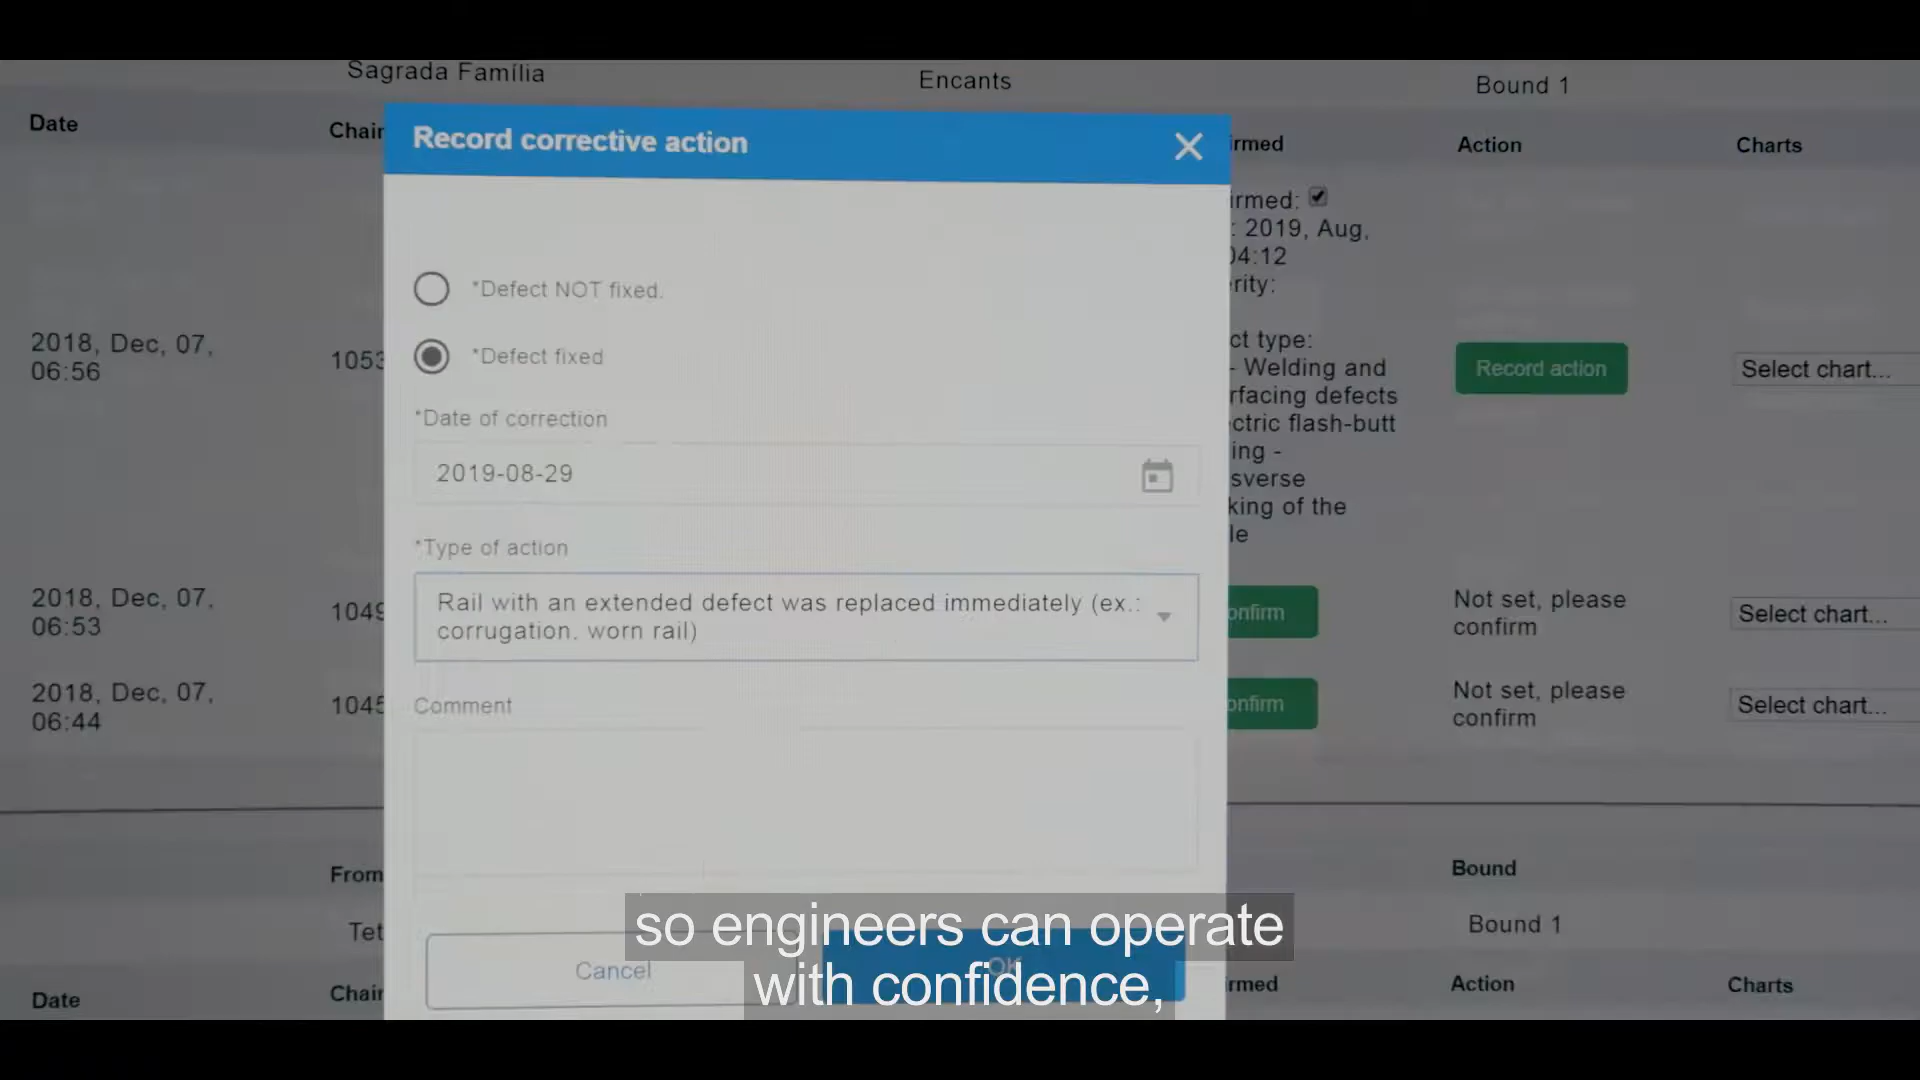 Sagrada Família
Encants
Bound 1
Date
Chain
rmed
Action
Charts
Record corrective action
*Defect NOT fixed.
*Defect fixed
*Date of correction
2019-08-29
*Type of action
Rail with an extended defect was replaced immediately (ex.:
corrugation, worn rail)
Comment
Cancel
OK
2018, Dec, 07,
06:56
1053
irmed:
: 2019, Aug,
04:12
rity:
ct type:
- Welding and
rfacing defects
ctric flash-butt
ing -
sverse
king of the
le
Record action
Select chart...
2018, Dec, 07,
06:53
1049
onfirm
Not set, please
confirm
Select chart...
2018, Dec, 07,
06:44
1045
onfirm
Not set, please
confirm
Select chart...
From
Bound
Tet
Bound 1
Date
Chain
rmed
Action
Charts
so engineers can operate
with confidence,